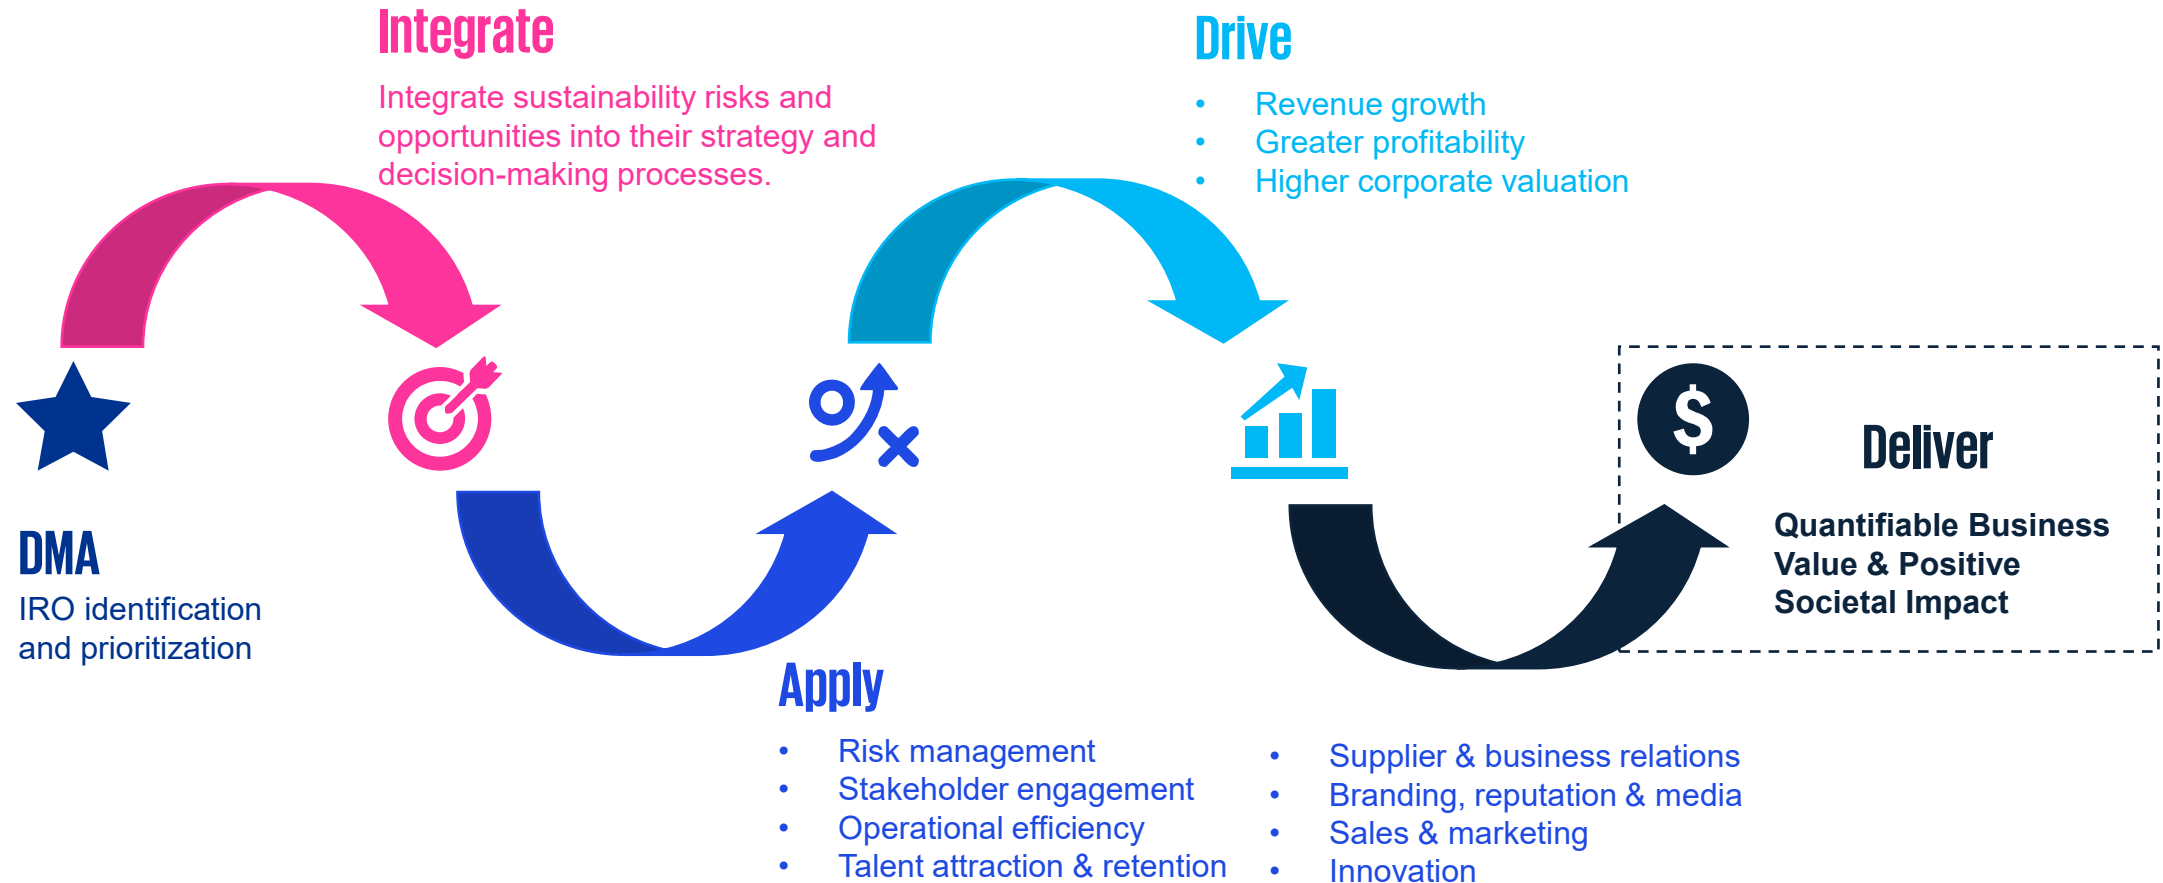 Integrate
Integrate sustainability risks and
opportunities into their strategy and
decision-making processes.
Drive
• Revenue growth
• Greater profitability
• Higher corporate valuation
DMA
IRO identification
and prioritization
Apply
• Risk management
• Stakeholder engagement
• Operational efficiency
• Talent attraction & retention
• Supplier & business relations
• Branding, reputation & media
• Sales & marketing
• Innovation
$
Deliver
Quantifiable Business
Value & Positive
Societal Impact